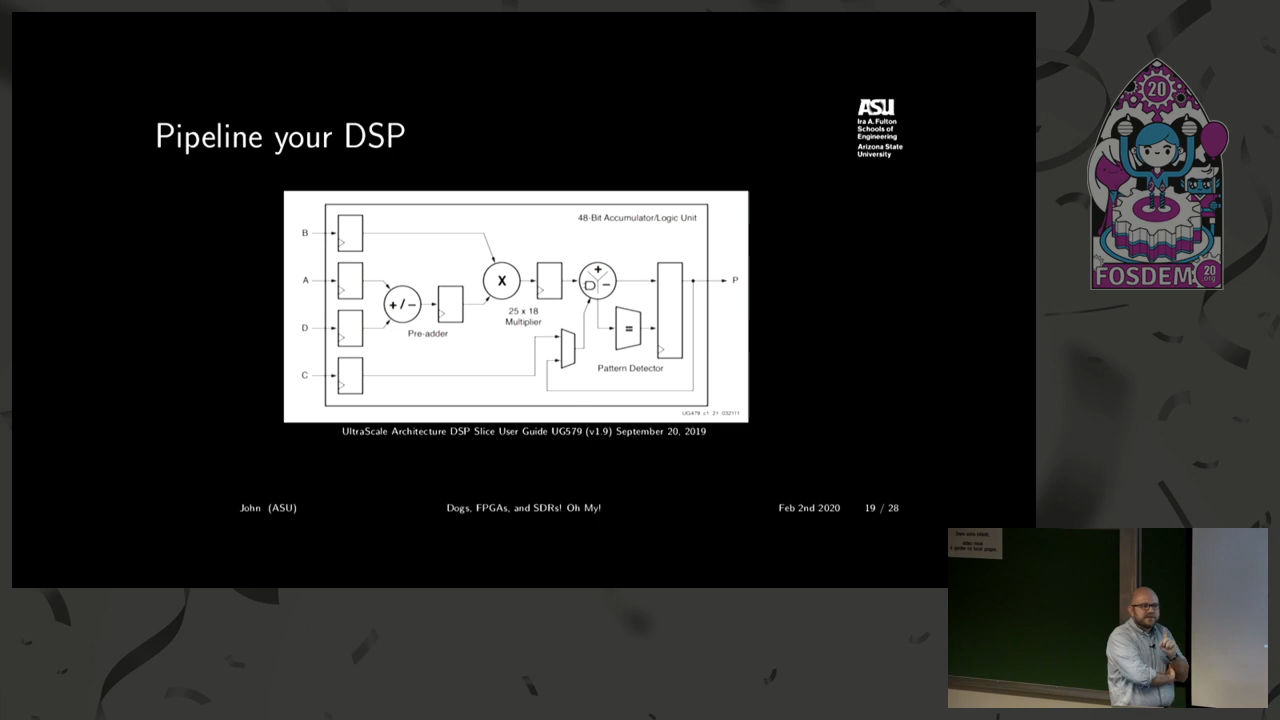 Pipeline your DSP
ASU
Ira A. Fulton
Schools of
Engineering
Arizona State
University
48-Bit Accumulator/Logic Unit
B
A
D
C
+ / −
Pre-adder
X
25 x 18
Multiplier
+
−
=
Pattern Detector
P
UltraScale Architecture DSP Slice User Guide UG579 (v1.9) September 20, 2019
John (ASU)
Dogs, FPGAs, and SDRs! Oh My!
Feb 2nd 2020
19 / 28
20
FOSDEM
20
.org